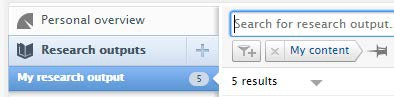 Personal overview
Research outputs
My research output 5
Search for research output.
My content
5 results